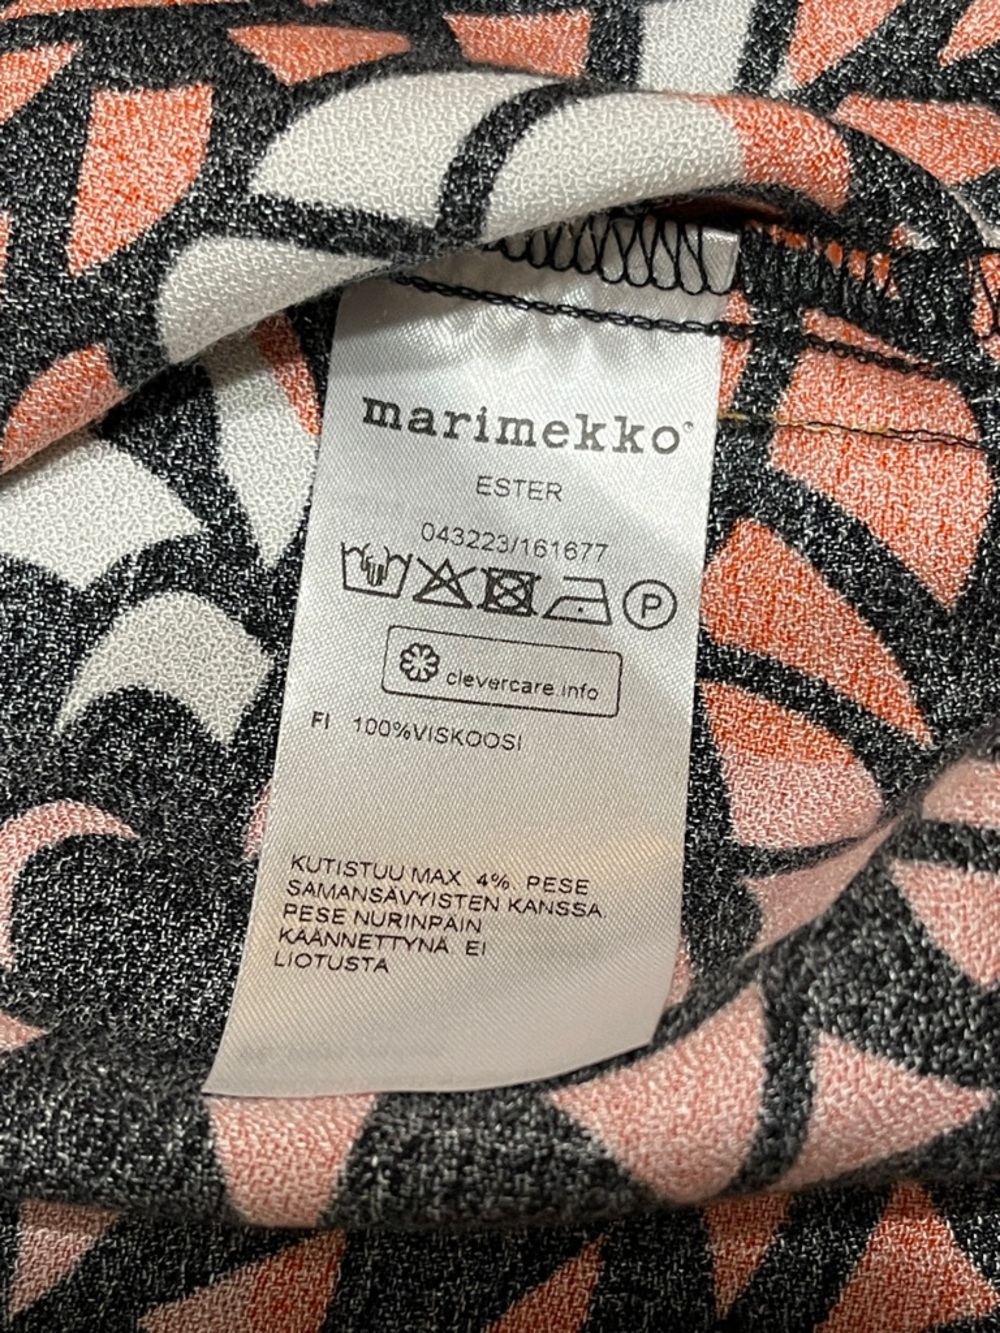 marimekko®
ESTER
043223/161677
P
clevercare.info
FI 100%VISKOOSI
KUTISTUU MAX 4%. PESE
SAMANSÄVYISTEN KANSSA.
PESE NURINPÄIN
KÄÄNNETTYNÄ. EI
LIOTUSTA